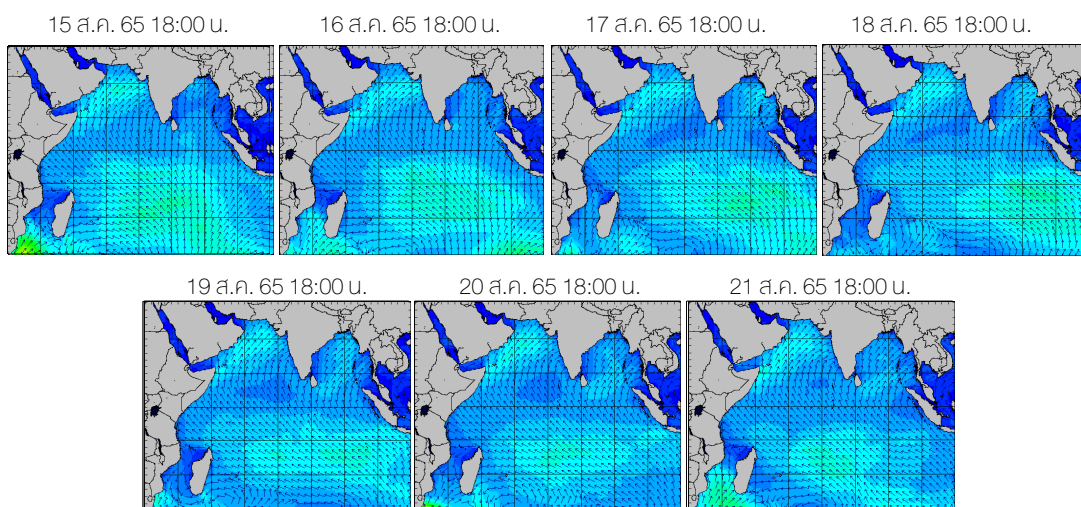 15 ส.ค. 65 18:00 น.
16 ส.ค. 65 18:00 น.
17 ส.ค. 65 18:00 น.
18 ส.ค. 65 18:00 น.
19 ส.ค. 65 18:00 น.
20 ส.ค. 65 18:00 น.
21 ส.ค. 65 18:00 น.